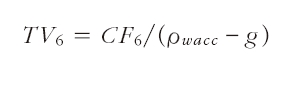 TV₆ = CF₆/(ρ_wacc − g)